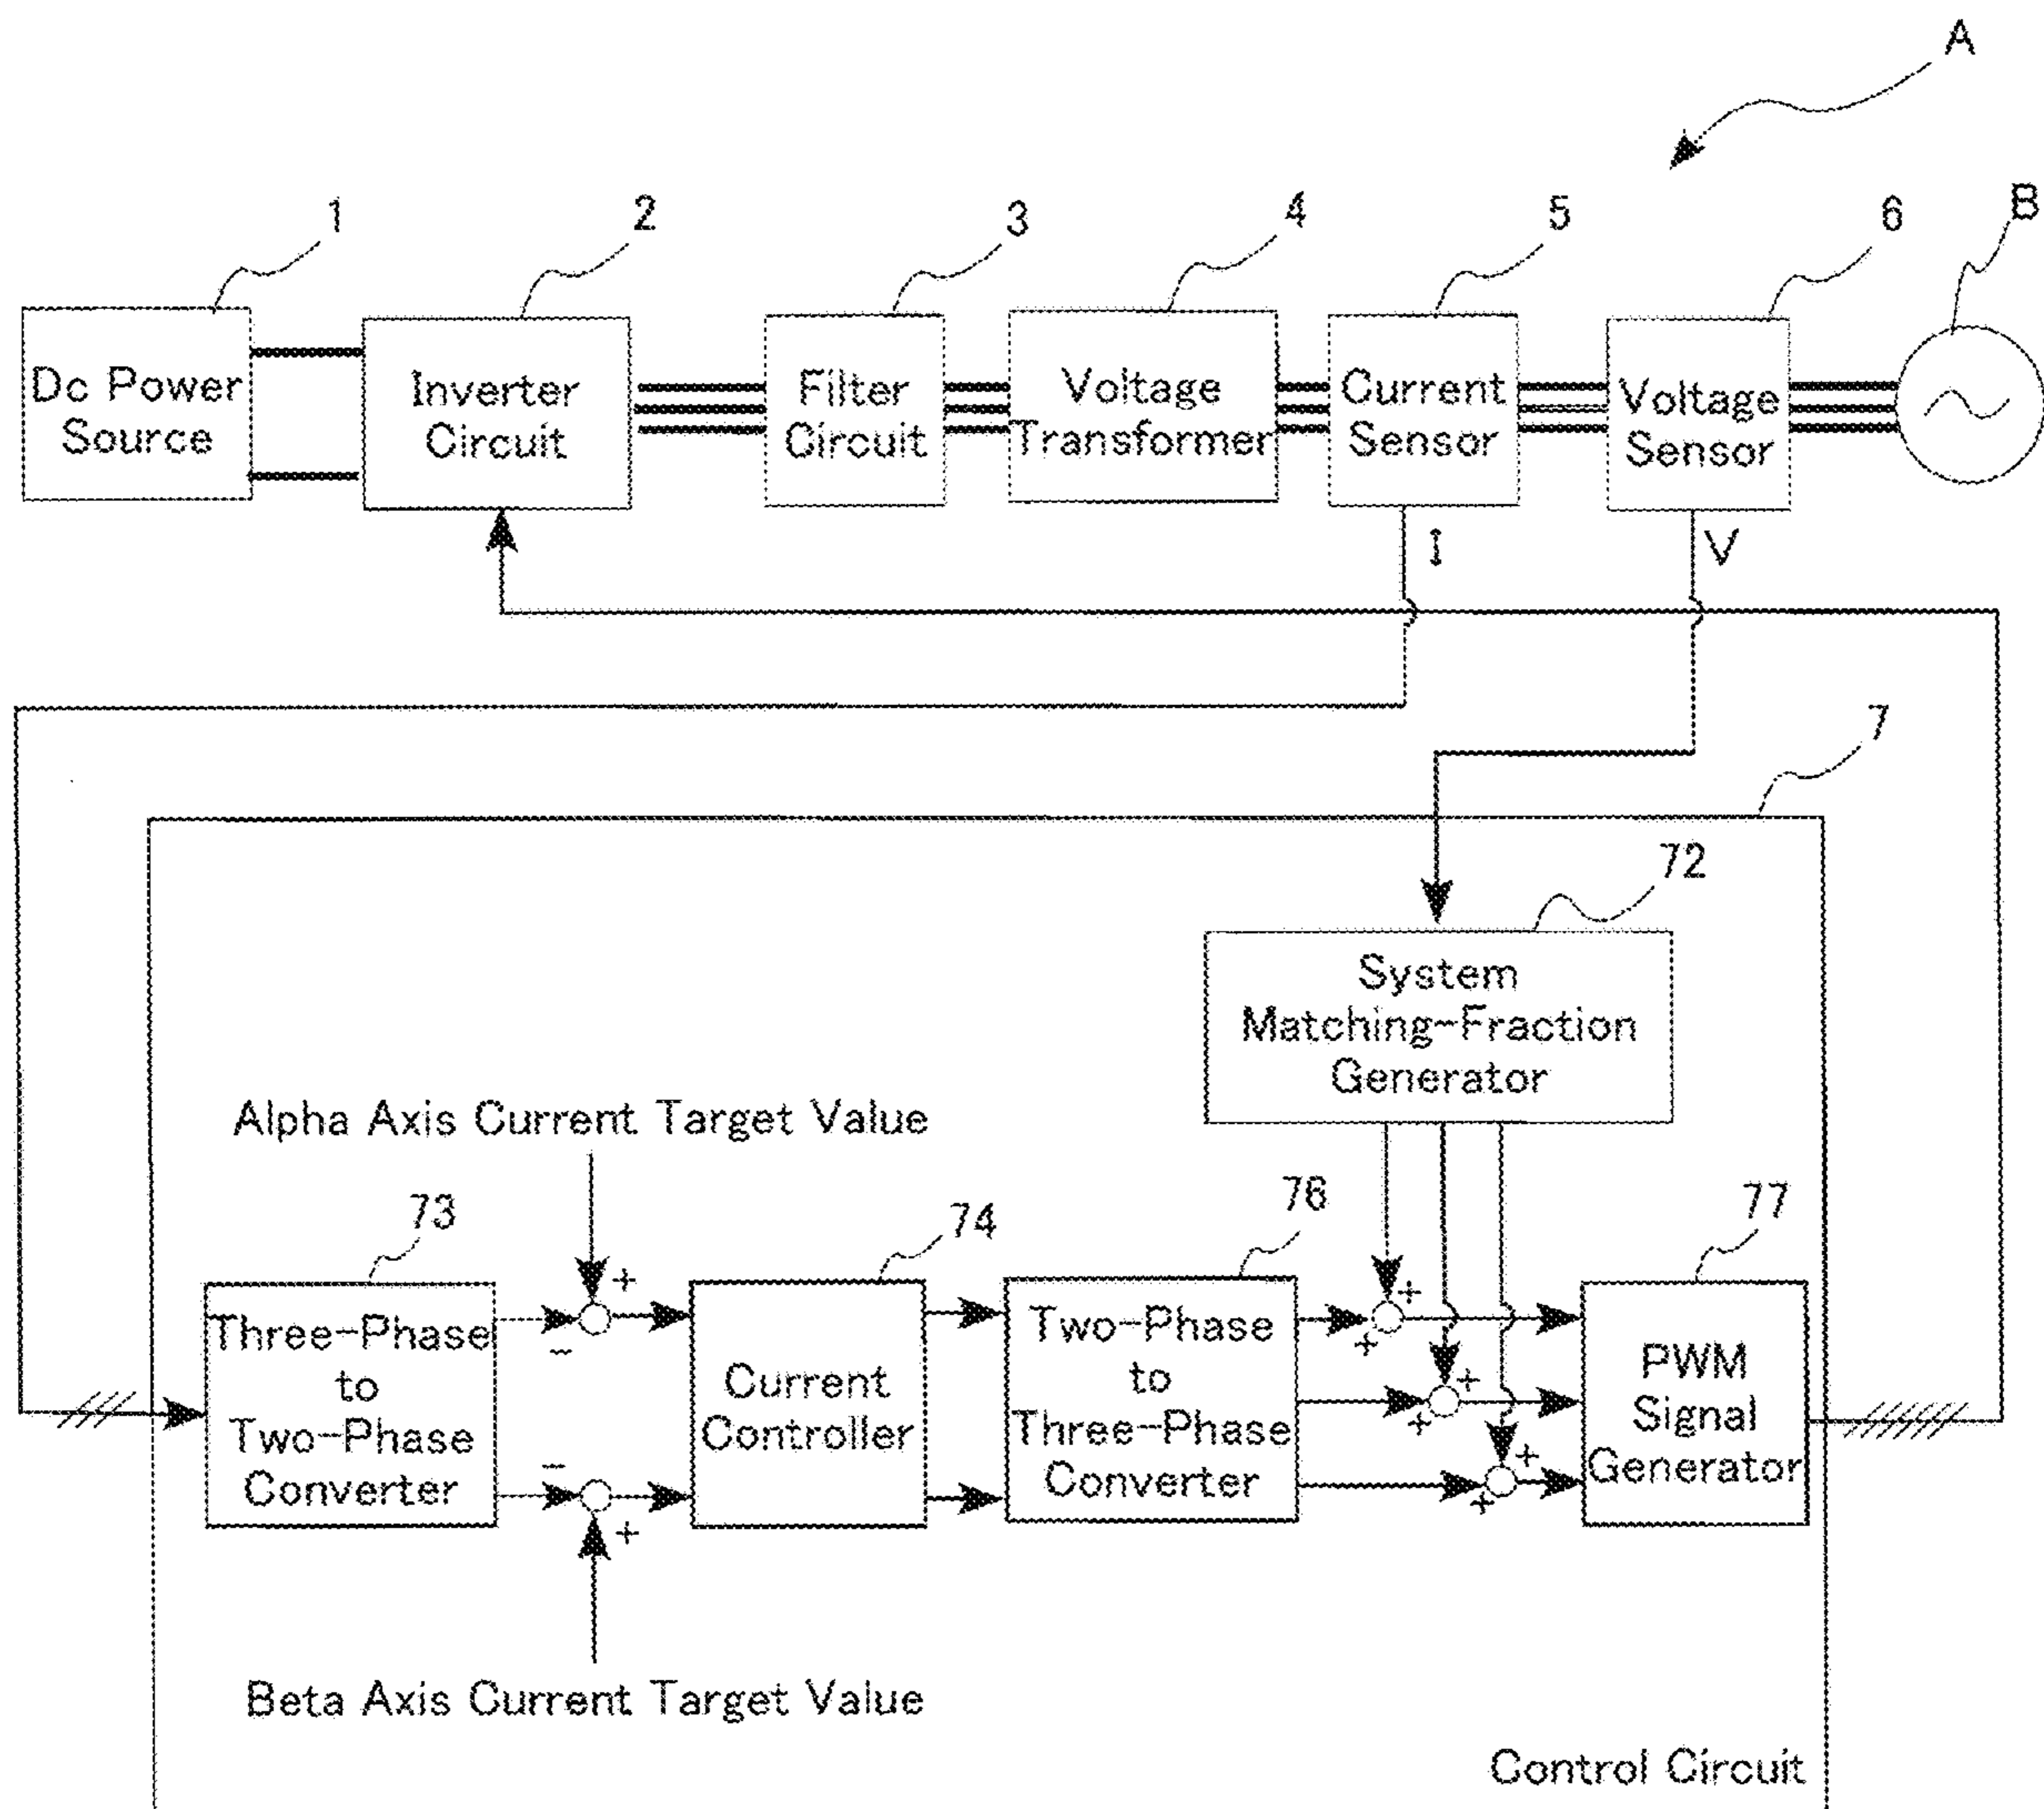 A
1
2
3
4
5
6
B
Dc Power
Source
Inverter
Circuit
Filter
Circuit
Voltage
Transformer
Current
Sensor
Voltage
Sensor
I
V
7
72
System
Matching-Fraction
Generator
Alpha Axis Current Target Value
73
74
76
77
+
-
-
+
Three-Phase
to
Two-Phase
Converter
Current
Controller
Two-Phase
to
Three-Phase
Converter
+
+
+
+
+
+
PWM
Signal
Generator
Beta Axis Current Target Value
Control Circuit